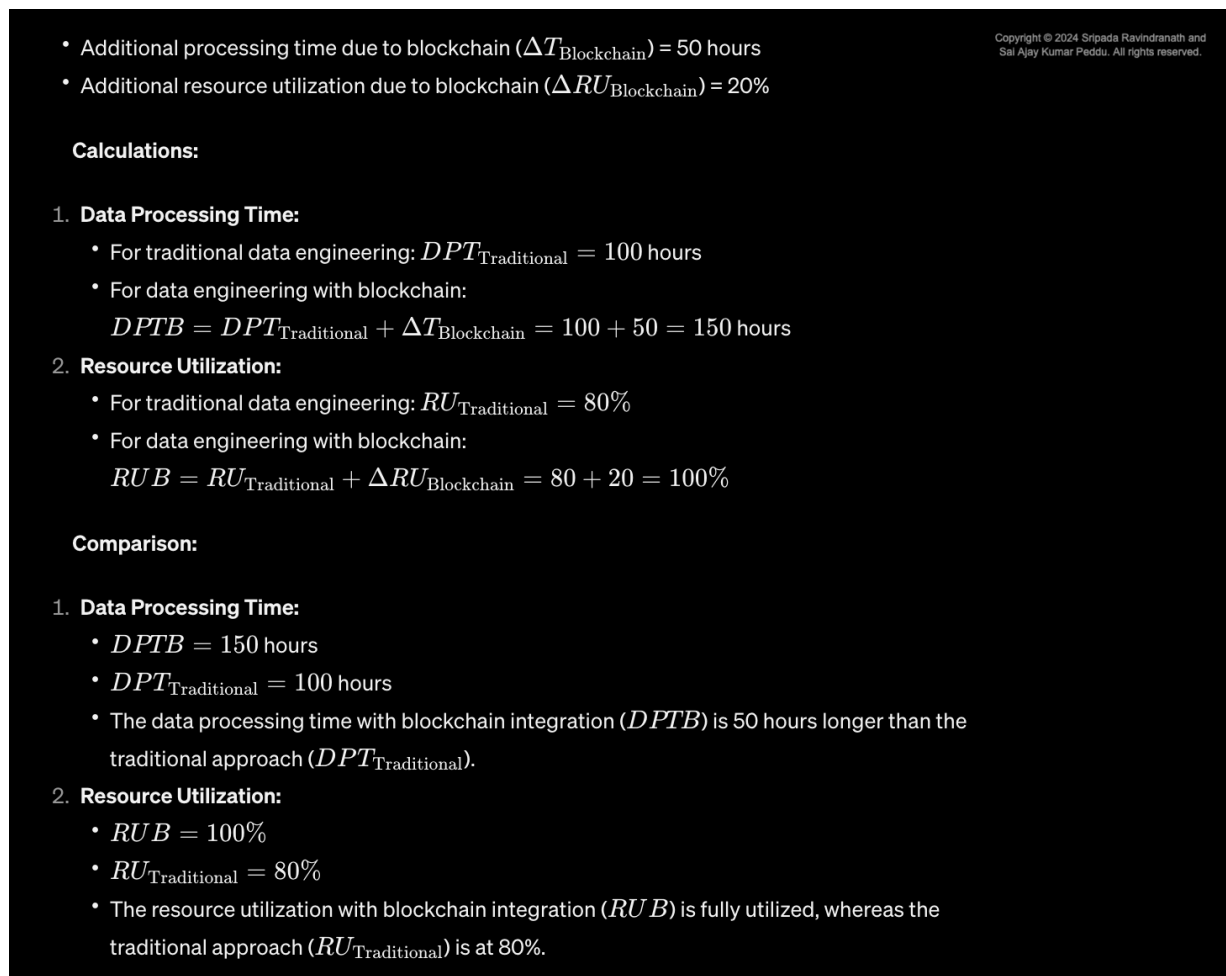 • Additional processing time due to blockchain (ΔT_Blockchain) = 50 hours
Copyright © 2024 Sripada Ravindranath and
Sai Ajay Kumar Peddu. All rights reserved.
• Additional resource utilization due to blockchain (ΔRU_Blockchain) = 20%
Calculations:
1. Data Processing Time:
• For traditional data engineering: DPT_Traditional = 100 hours
• For data engineering with blockchain:
DPTB = DPT_Traditional + ΔT_Blockchain = 100 + 50 = 150 hours
2. Resource Utilization:
• For traditional data engineering: RU_Traditional = 80%
• For data engineering with blockchain:
RUB = RU_Traditional + ΔRU_Blockchain = 80 + 20 = 100%
Comparison:
1. Data Processing Time:
• DPTB = 150 hours
• DPT_Traditional = 100 hours
• The data processing time with blockchain integration (DPTB) is 50 hours longer than the
traditional approach (DPT_Traditional).
2. Resource Utilization:
• RUB = 100%
• RU_Traditional = 80%
• The resource utilization with blockchain integration (RUB) is fully utilized, whereas the
traditional approach (RU_Traditional) is at 80%.